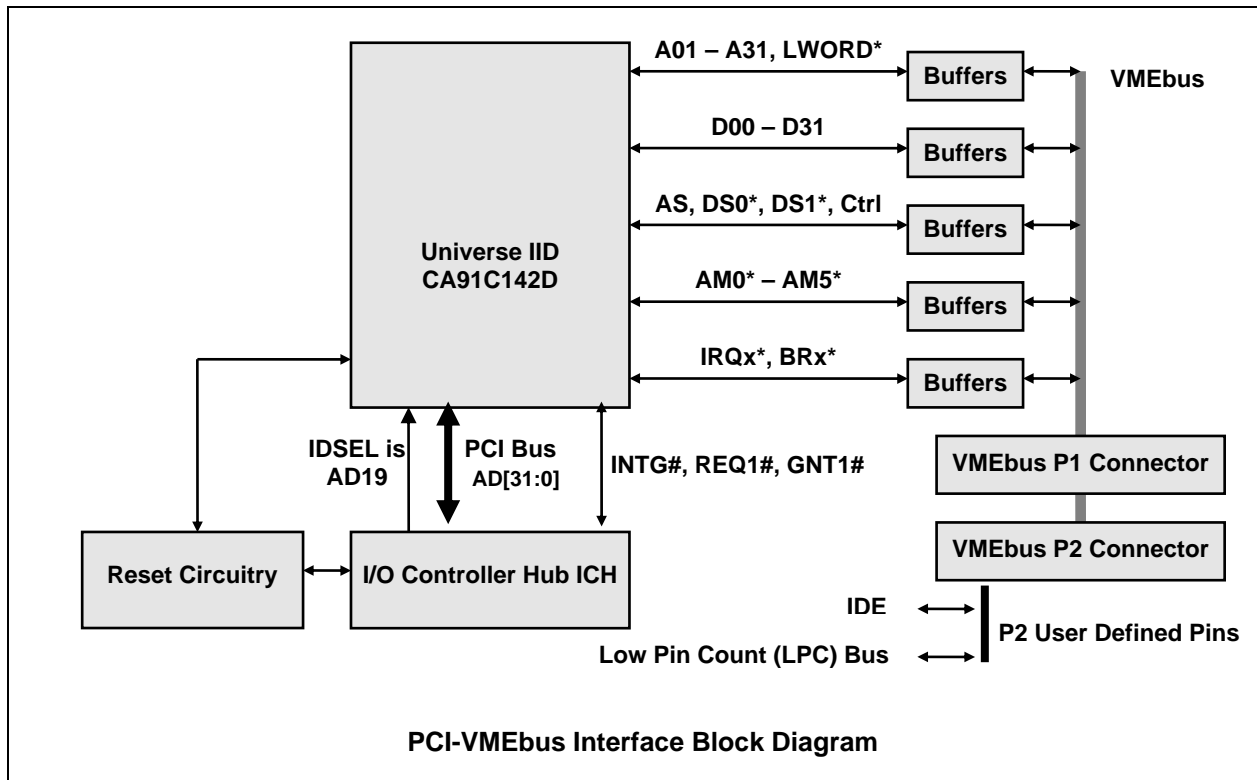 A01 – A31, LWORD*
Buffers
VMEbus
D00 – D31
Buffers
AS, DS0*, DS1*, Ctrl
Buffers
Universe IID
CA91C142D
AM0* – AM5*
Buffers
IRQx*, BRx*
Buffers
IDSEL is
AD19
PCI Bus
AD[31:0]
INTG#, REQ1#, GNT1#
VMEbus P1 Connector
VMEbus P2 Connector
Reset Circuitry
I/O Controller Hub ICH
IDE
P2 User Defined Pins
Low Pin Count (LPC) Bus
PCI-VMEbus Interface Block Diagram